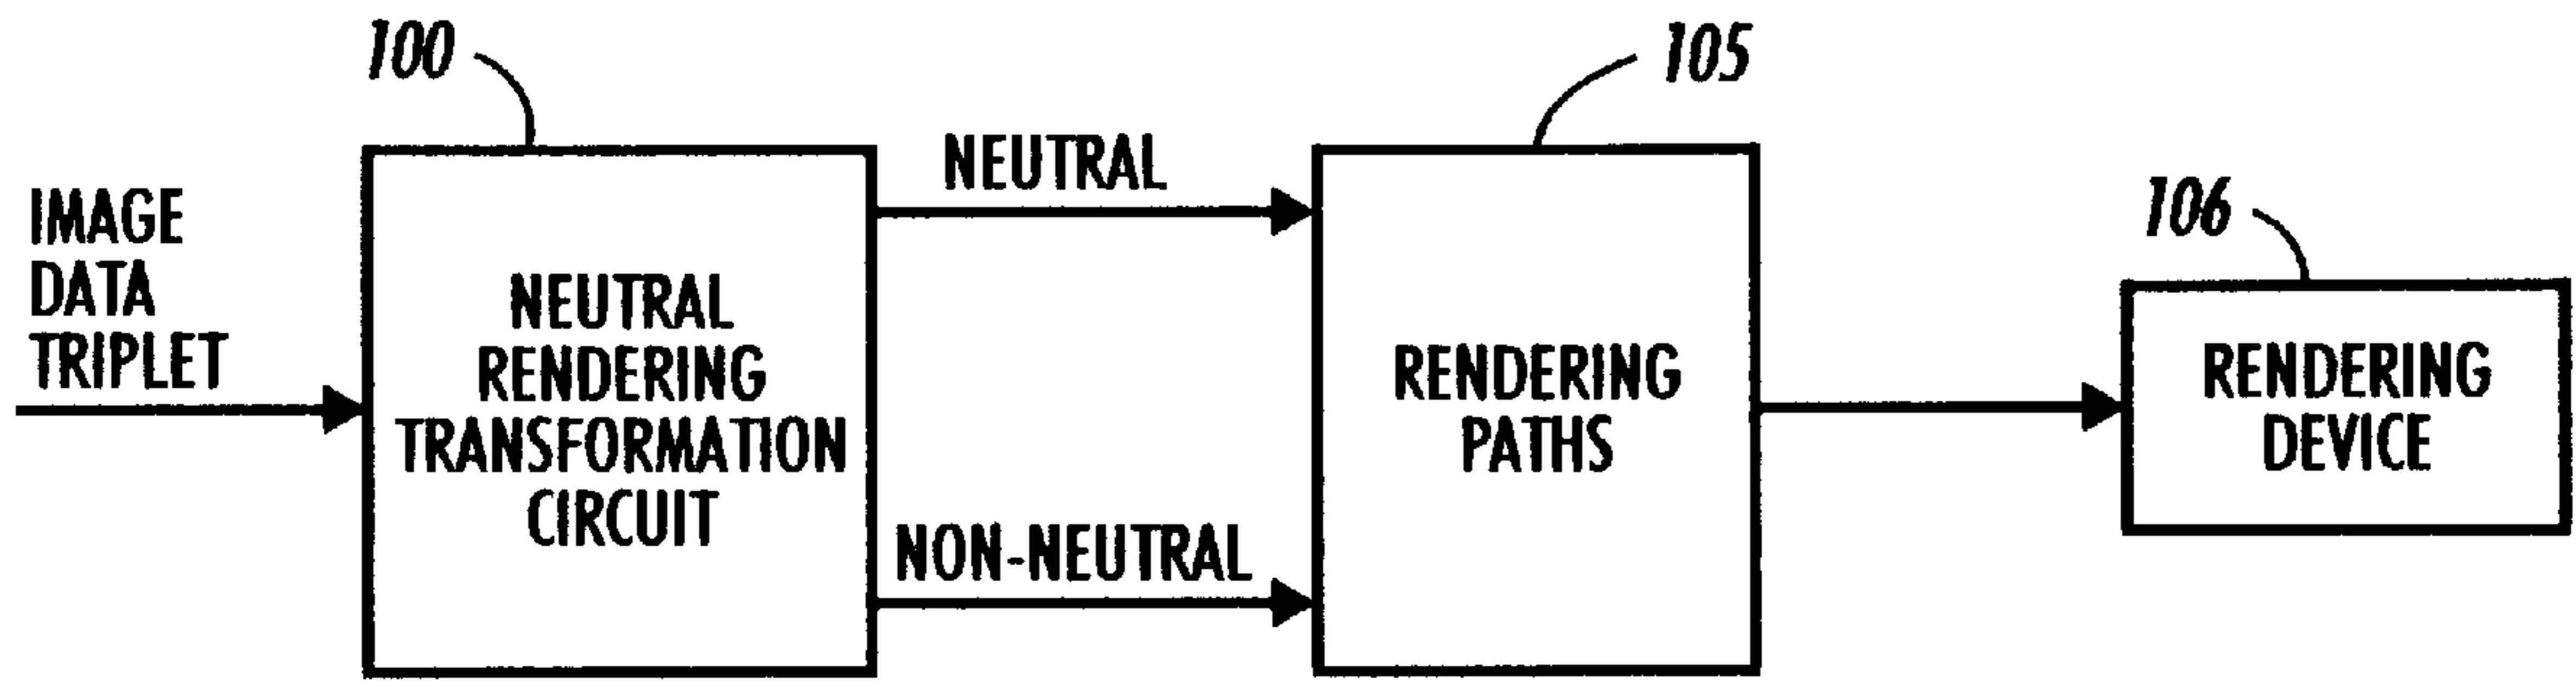 100
105
106
IMAGE
DATA
TRIPLET
NEUTRAL
RENDERING
TRANSFORMATION
CIRCUIT
NEUTRAL
NON-NEUTRAL
RENDERING
PATHS
RENDERING
DEVICE